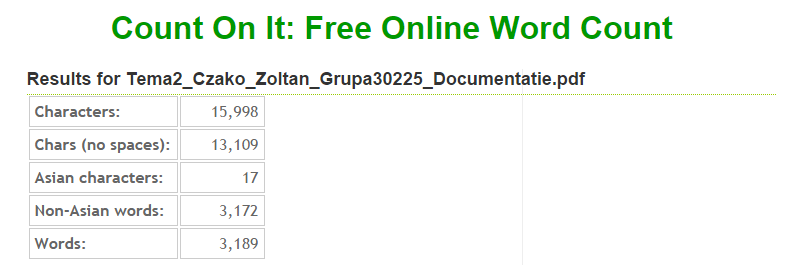 Count On It: Free Online Word Count
Results for Tema2_Czako_Zoltan_Grupa30225_Documentatie.pdf
Characters: 15,998
Chars (no spaces): 13,109
Asian characters: 17
Non-Asian words: 3,172
Words: 3,189